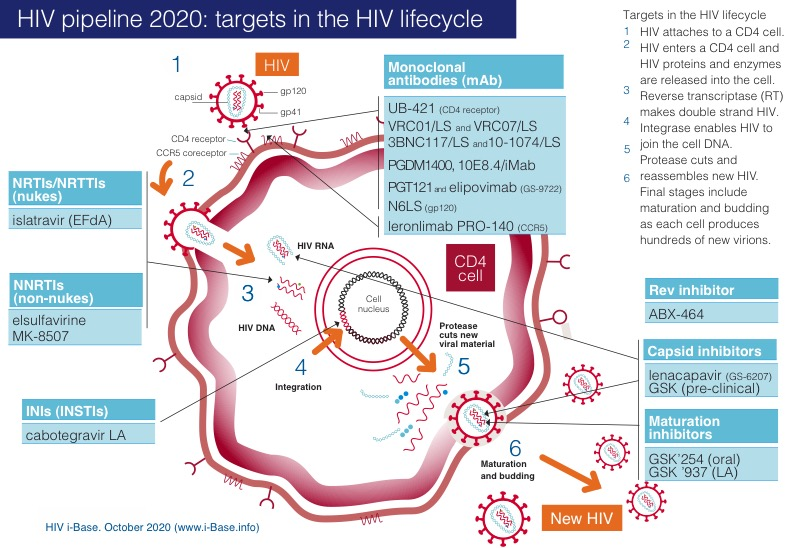 HIV pipeline 2020: targets in the HIV lifecycle
Targets in the HIV lifecycle
1 HIV attaches to a CD4 cell.
2 HIV enters a CD4 cell and
HIV proteins and enzymes
are released into the cell.
3 Reverse transcriptase (RT)
makes double strand HIV.
4 Integrase enables HIV to
join the cell DNA.
5 Protease cuts and
reassembles new HIV.
6 Final stages include
maturation and budding
as each cell produces
hundreds of new virions.
1
HIV
capsid
gp120
gp41
CD4 receptor
CCR5 coreceptor
Monoclonal
antibodies (mAb)
UB-421 (CD4 receptor)
VRC01/LS and VRC07/LS
3BNC117/LS and10-1074/LS
PGDM1400, 10E8.4/iMab
PGT121 and elipovimab (GS-9722)
N6LS (gp120)
leronlimab PRO-140 (CCR5)
2
NRTIs/NRTTIs
(nukes)
islatravir (EFdA)
NNRTIs
(non-nukes)
elsulfavirine
MK-8507
INIs (INSTIs)
cabotegravir LA
HIV RNA
3
HIV DNA
Cell
nucleus
CD4
cell
4
Integration
Protease
cuts new
viral material
5
Rev inhibitor
ABX-464
Capsid inhibitors
lenacapavir (GS-6207)
GSK (pre-clinical)
Maturation
inhibitors
GSK'254 (oral)
GSK '937 (LA)
6
Maturation
and budding
New HIV
HIV i-Base. October 2020 (www.i-Base.info)